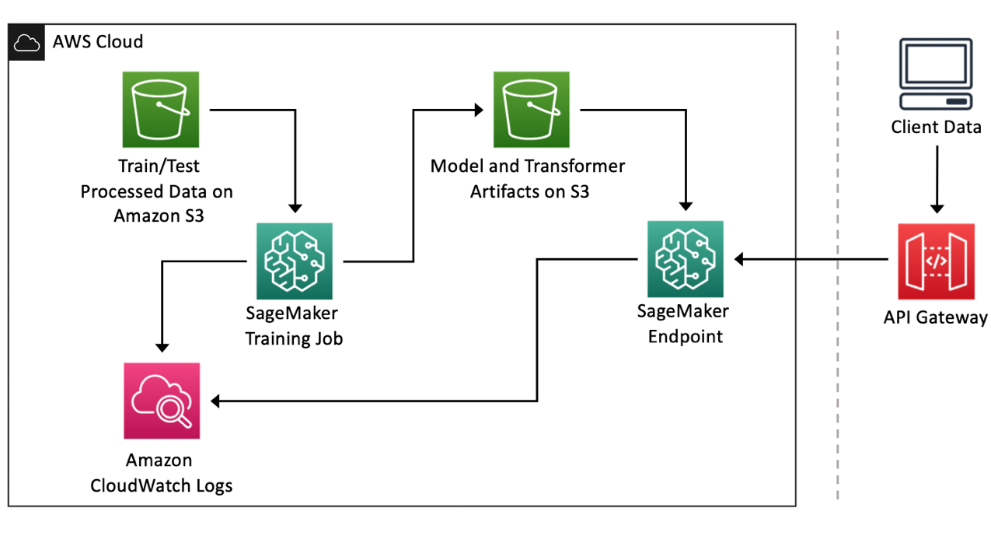 AWS Cloud
Train/Test
Processed Data on
Amazon S3
Model and Transformer
Artifacts on S3
Client Data
SageMaker
Training Job
SageMaker
Endpoint
</>
API Gateway
Amazon
CloudWatch Logs